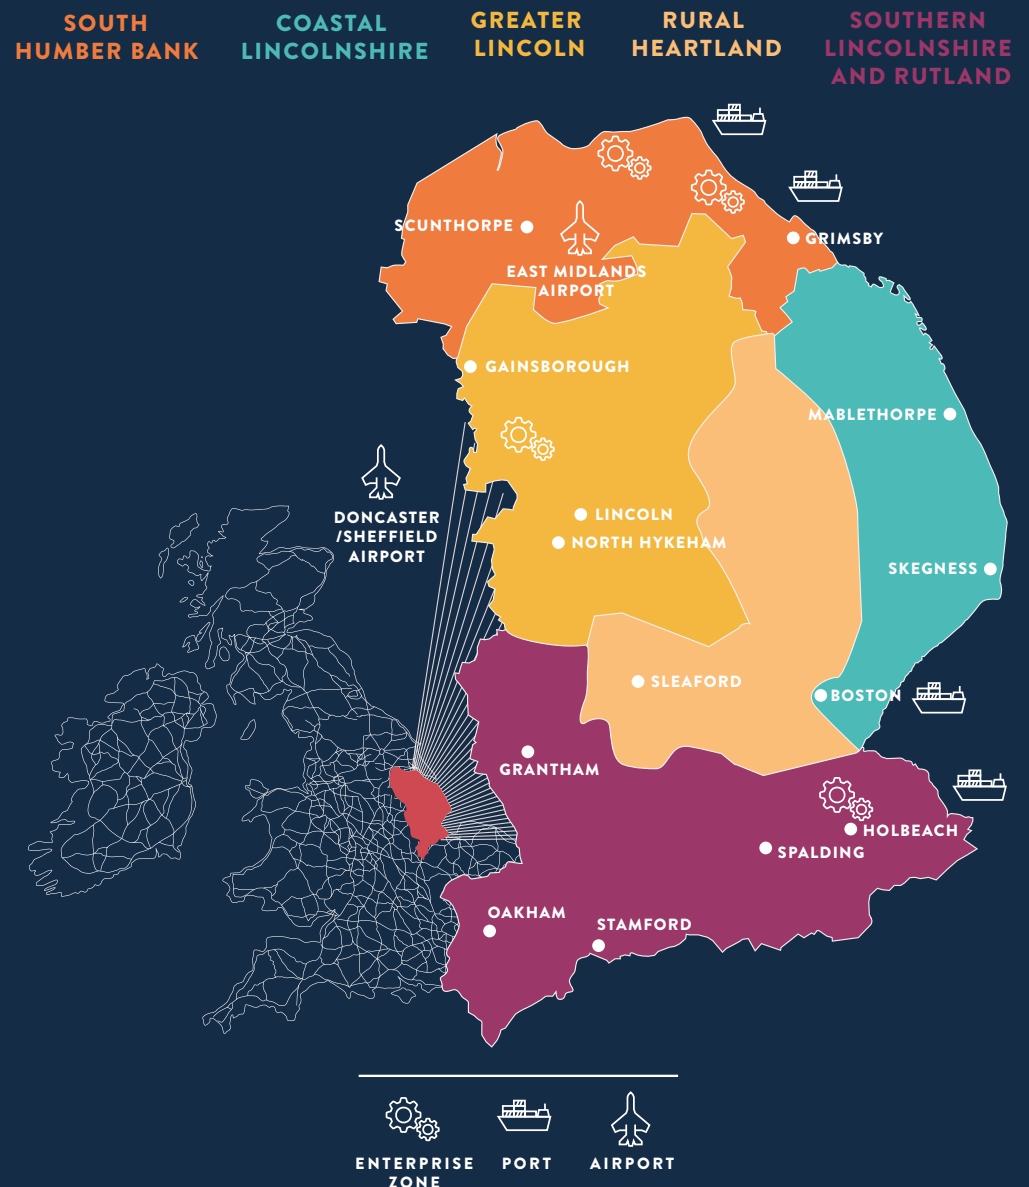 SOUTH
HUMBER BANK
COASTAL
LINCOLNSHIRE
GREATER
LINCOLN
RURAL
HEARTLAND
SOUTHERN
LINCOLNSHIRE
AND RUTLAND
SCUNTHORPE
GRIMSBY
EAST MIDLANDS
AIRPORT
GAINSBOROUGH
MABLETHORPE
DONCASTER
/SHEFFIELD
AIRPORT
LINCOLN
NORTH HYKEHAM
SKEGNESS
SLEAFORD
BOSTON
GRANTHAM
HOLBEACH
SPALDING
OAKHAM
STAMFORD
ENTERPRISE
ZONE
PORT
AIRPORT